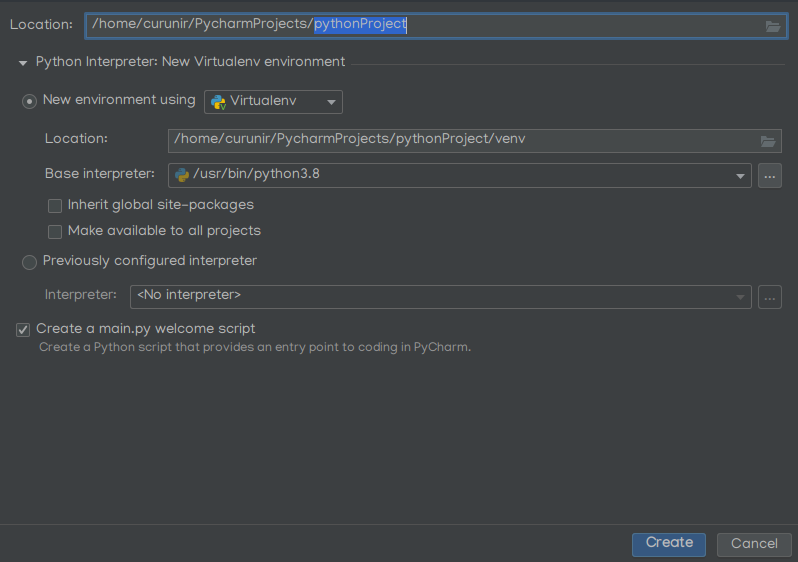 Location: /home/curunir/PycharmProjects/pythonProject
Python Interpreter: New Virtualenv environment
New environment using Virtualenv
Location: /home/curunir/PycharmProjects/pythonProject/venv
Base interpreter: /usr/bin/python3.8 ...
Inherit global site-packages
Make available to all projects
Previously configured interpreter
Interpreter: <No interpreter> ...
Create a main.py welcome script
Create a Python script that provides an entry point to coding in PyCharm.
Create Cancel